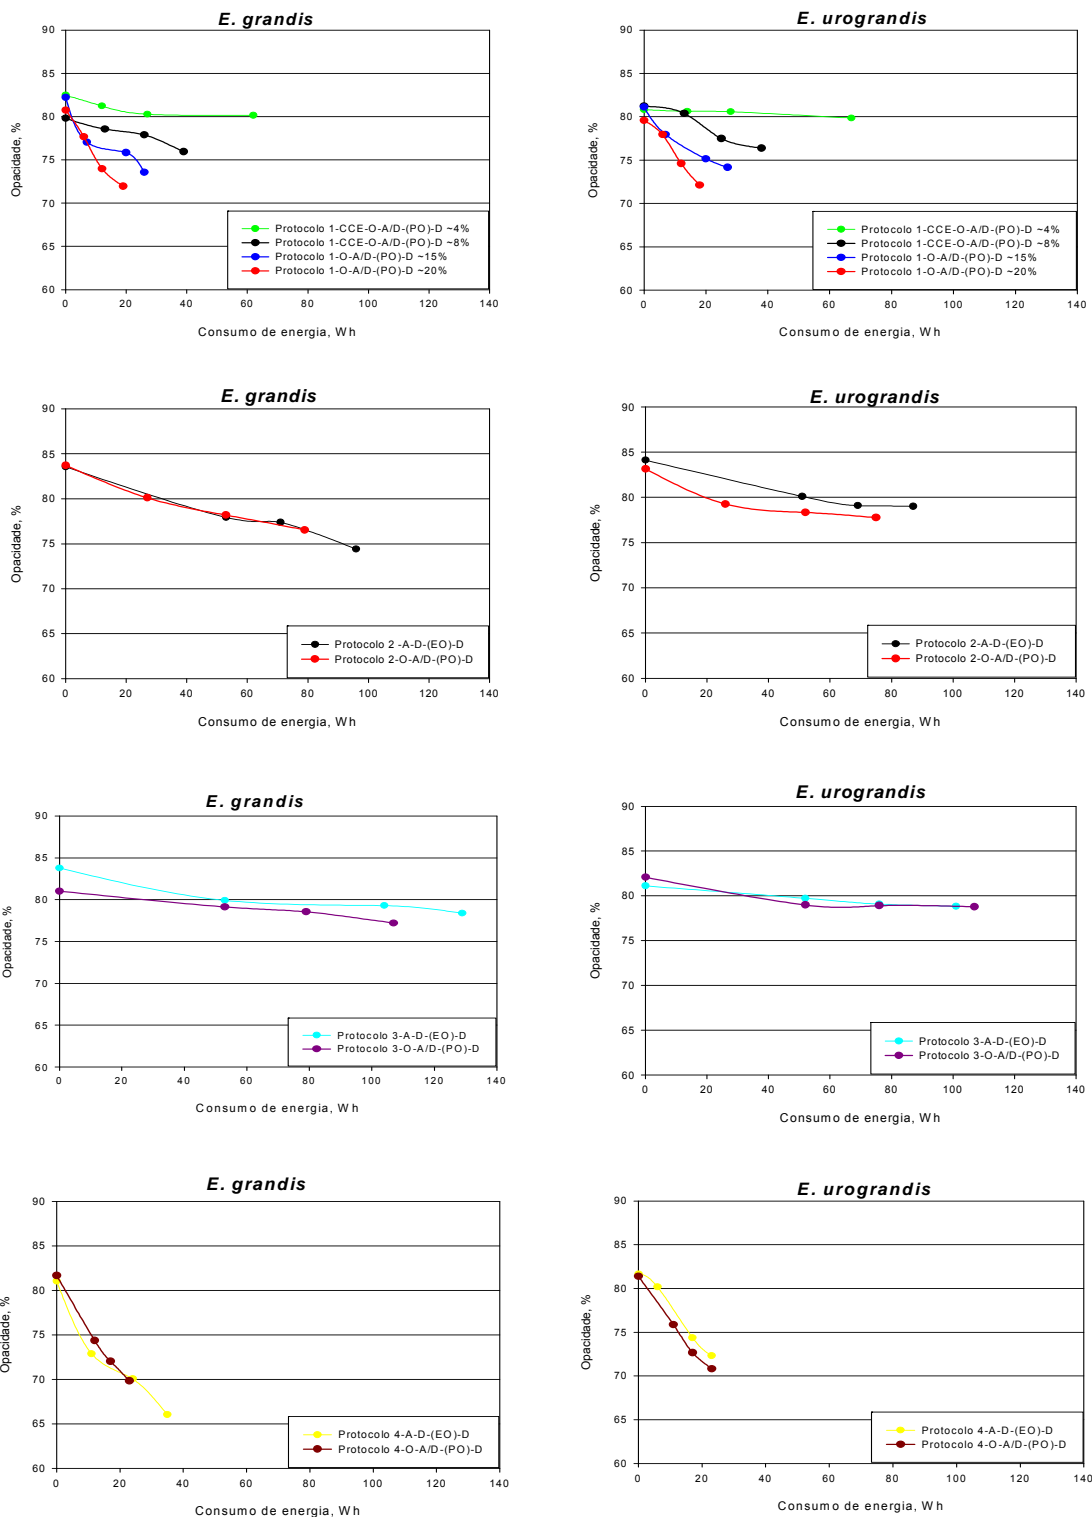 E. grandis
90
85
80
75
70
65
60
Opacidade, %
0 20 40 60 80 100 120 140
Consumo de energia, Wh
Protocolo 1-CCE-O-A/D-(PO)-D ~4%
Protocolo 1-CCE-O-A/D-(PO)-D ~8%
Protocolo 1-O-A/D-(PO)-D ~15%
Protocolo 1-O-A/D-(PO)-D ~20%
E. urograndis
90
85
80
75
70
65
60
Opacidade, %
0 20 40 60 80 100 120 140
Consumo de energia, Wh
Protocolo 1-CCE-O-A/D-(PO)-D ~4%
Protocolo 1-CCE-O-A/D-(PO)-D ~8%
Protocolo 1-O-A/D-(PO)-D ~15%
Protocolo 1-O-A/D-(PO)-D ~20%
E. grandis
90
85
80
75
70
65
60
Opacidade, %
0 20 40 60 80 100 120 140
Consumo de energia, Wh
Protocolo 2 -A-D-(EO)-D
Protocolo 2-O-A/D-(PO)-D
E. urograndis
90
85
80
75
70
65
60
Opacidade, %
0 20 40 60 80 100 120 140
Consumo de energia, Wh
Protocolo 2-A-D-(EO)-D
Protocolo 2-O-A/D-(PO)-D
E. grandis
90
85
80
75
70
65
60
Opacidade, %
0 20 40 60 80 100 120 140
Consumo de energia, Wh
Protocolo 3-A-D-(EO)-D
Protocolo 3-O-A/D-(PO)-D
E. urograndis
90
85
80
75
70
65
60
Opacidade, %
0 20 40 60 80 100 120 140
Consumo de energia, Wh
Protocolo 3-A-D-(EO)-D
Protocolo 3-O-A/D-(PO)-D
E. grandis
90
85
80
75
70
65
60
Opacidade, %
0 20 40 60 80 100 120 140
Consumo de energia, Wh
Protocolo 4-A-D-(EO)-D
Protocolo 4-O-A/D-(PO)-D
E. urograndis
90
85
80
75
70
65
60
Opacidade, %
0 20 40 60 80 100 120 140
Consumo de energia, Wh
Protocolo 4-A-D-(EO)-D
Protocolo 4-O-A/D-(PO)-D